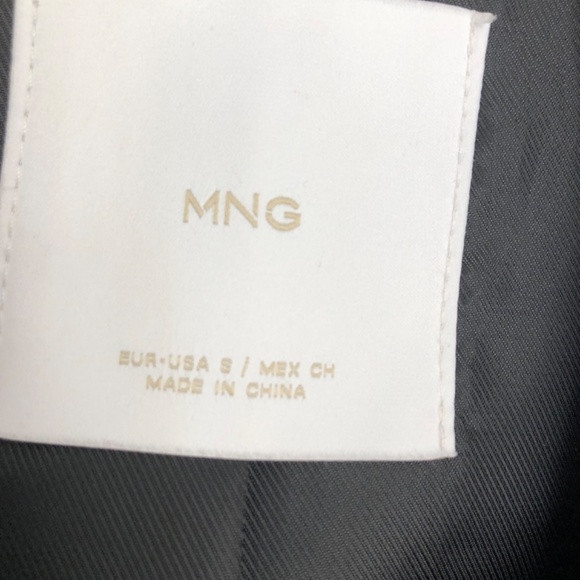 MNG
EUR•USA S / MEX CH
MADE IN CHINA